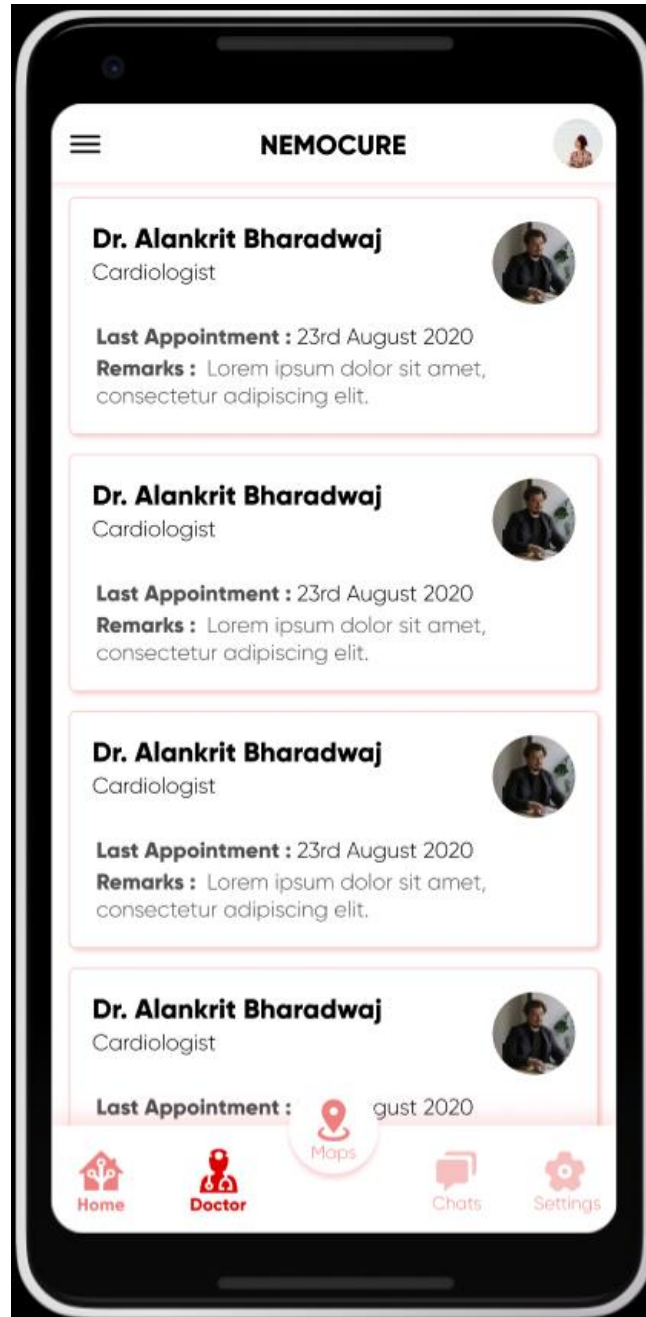 NEMOCURE
Dr. Alankrit Bharadwaj
Cardiologist
Last Appointment : 23rd August 2020
Remarks : Lorem ipsum dolor sit amet,
consectetur adipiscing elit.
Dr. Alankrit Bharadwaj
Cardiologist
Last Appointment : 23rd August 2020
Remarks : Lorem ipsum dolor sit amet,
consectetur adipiscing elit.
Dr. Alankrit Bharadwaj
Cardiologist
Last Appointment : 23rd August 2020
Remarks : Lorem ipsum dolor sit amet,
consectetur adipiscing elit.
Dr. Alankrit Bharadwaj
Cardiologist
Last Appointment : gust 2020
Home Doctor Maps Chats Settings